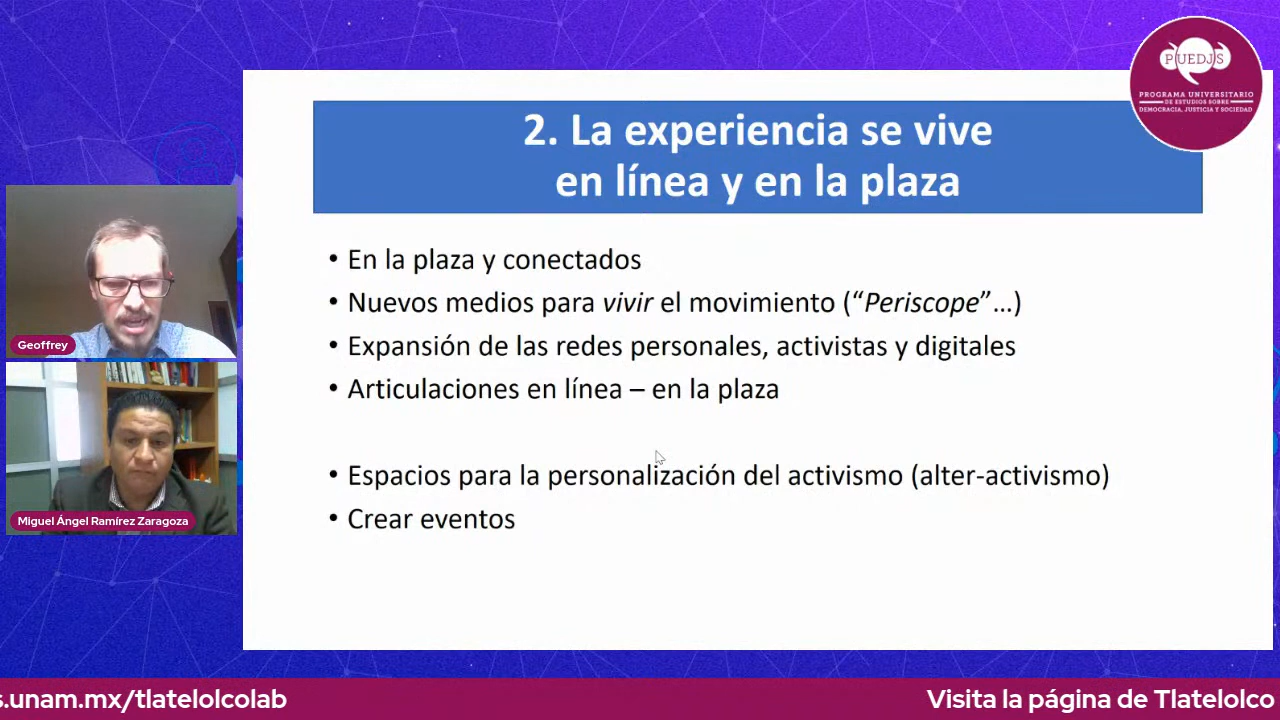 PUEDJS
PROGRAMA UNIVERSITARIO
DE ESTUDIOS SOBRE
DEMOCRACIA, JUSTICIA Y SOCIEDAD
2. La experiencia se vive
en línea y en la plaza
• En la plaza y conectados
• Nuevos medios para vivir el movimiento (“Periscope”...)
• Expansión de las redes personales, activistas y digitales
• Articulaciones en línea – en la plaza
• Espacios para la personalización del activismo (alter-activismo)
• Crear eventos
Geoffrey
Miguel Ángel Ramírez Zaragoza
s.unam.mx/tlatelolcolab
Visita la página de Tlatelolco